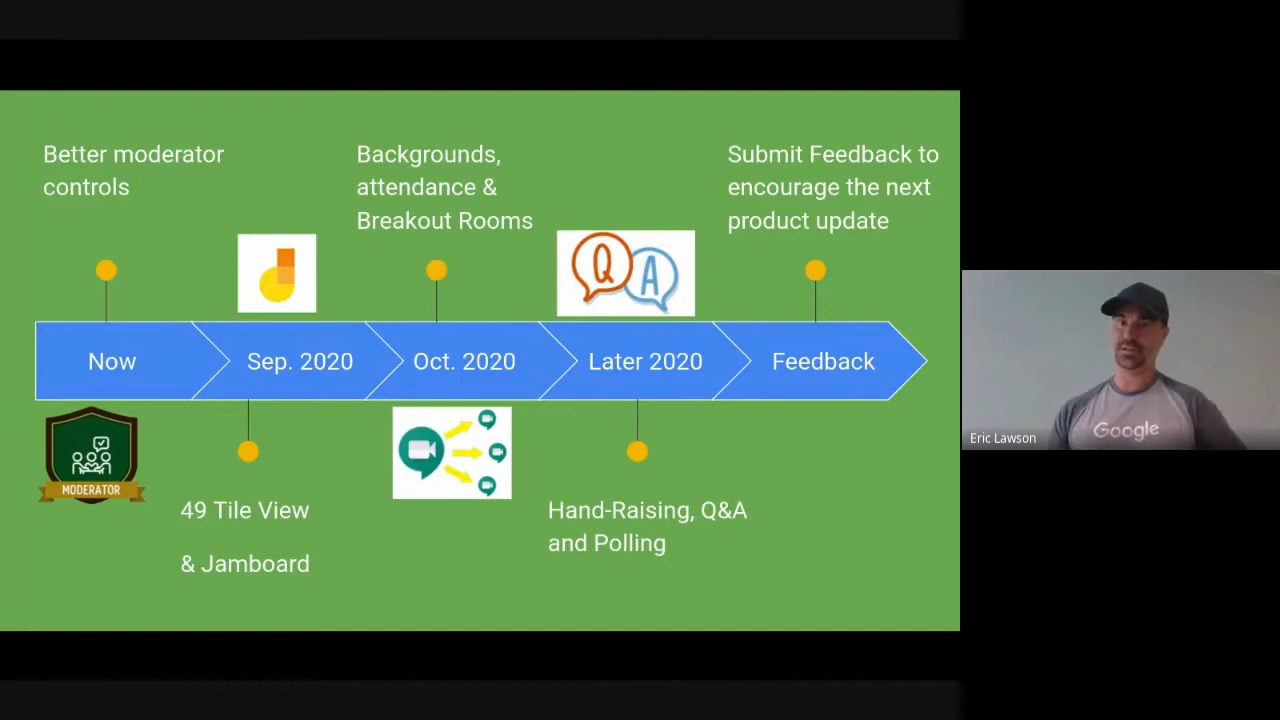 Better moderator
controls
Backgrounds,
attendance &
Breakout Rooms
Submit Feedback to
encourage the next
product update
Q A
Now
Sep. 2020
Oct. 2020
Later 2020
Feedback
MODERATOR
49 Tile View
& Jamboard
Hand-Raising, Q&A
and Polling
Google
Eric Lawson